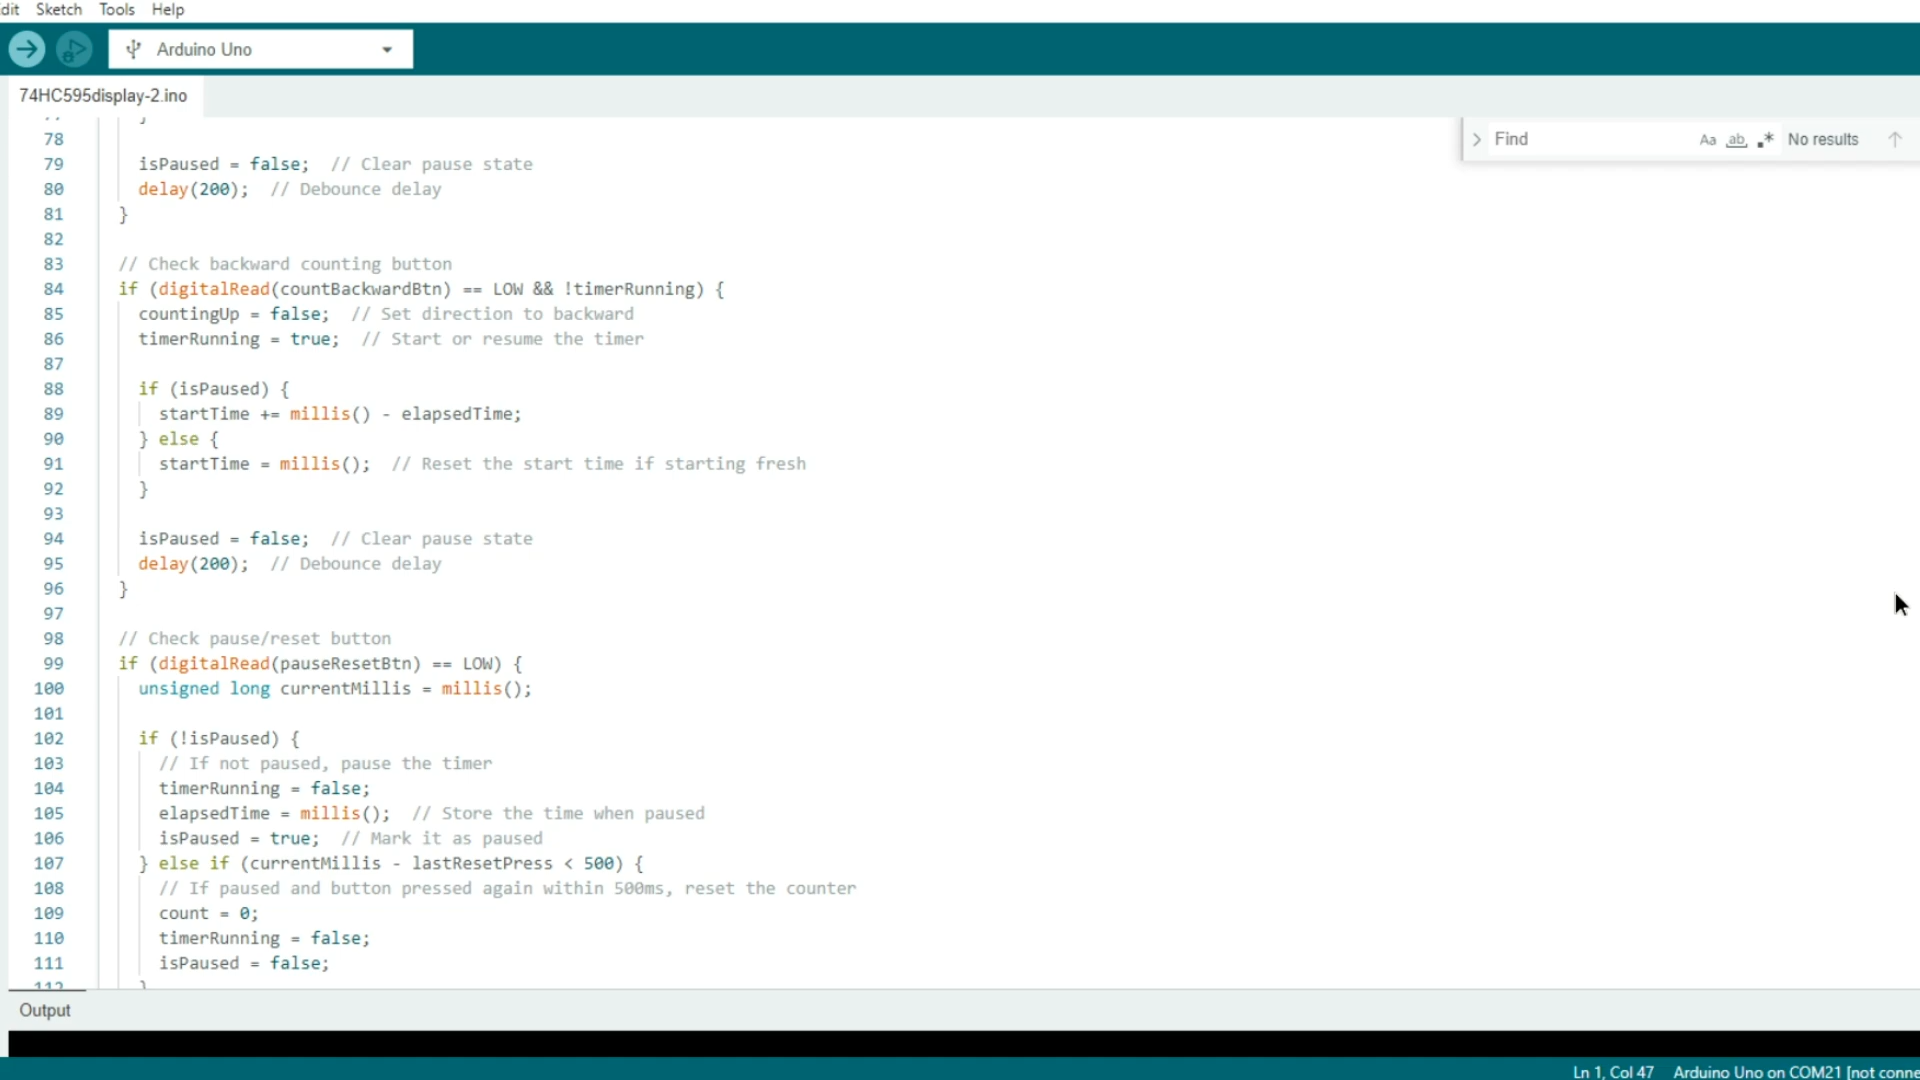 dit Sketch Tools Help
Arduino Uno
74HC595display-2.ino
Find Aa ab No results
78
79 isPaused = false; // Clear pause state
80 delay(200); // Debounce delay
81 }
82
83 // Check backward counting button
84 if (digitalRead(countBackwardBtn) == LOW && !timerRunning) {
85 countingUp = false; // Set direction to backward
86 timerRunning = true; // Start or resume the timer
87
88 if (isPaused) {
89 startTime += millis() - elapsedTime;
90 } else {
91 startTime = millis(); // Reset the start time if starting fresh
92 }
93
94 isPaused = false; // Clear pause state
95 delay(200); // Debounce delay
96 }
97
98 // Check pause/reset button
99 if (digitalRead(pauseResetBtn) == LOW) {
100 unsigned long currentMillis = millis();
101
102 if (!isPaused) {
103 // If not paused, pause the timer
104 timerRunning = false;
105 elapsedTime = millis(); // Store the time when paused
106 isPaused = true; // Mark it as paused
107 } else if (currentMillis - lastResetPress < 500) {
108 // If paused and button pressed again within 500ms, reset the counter
109 count = 0;
110 timerRunning = false;
111 isPaused = false;
112 }
Output
Ln 1, Col 47 Arduino Uno on COM21 [not conne